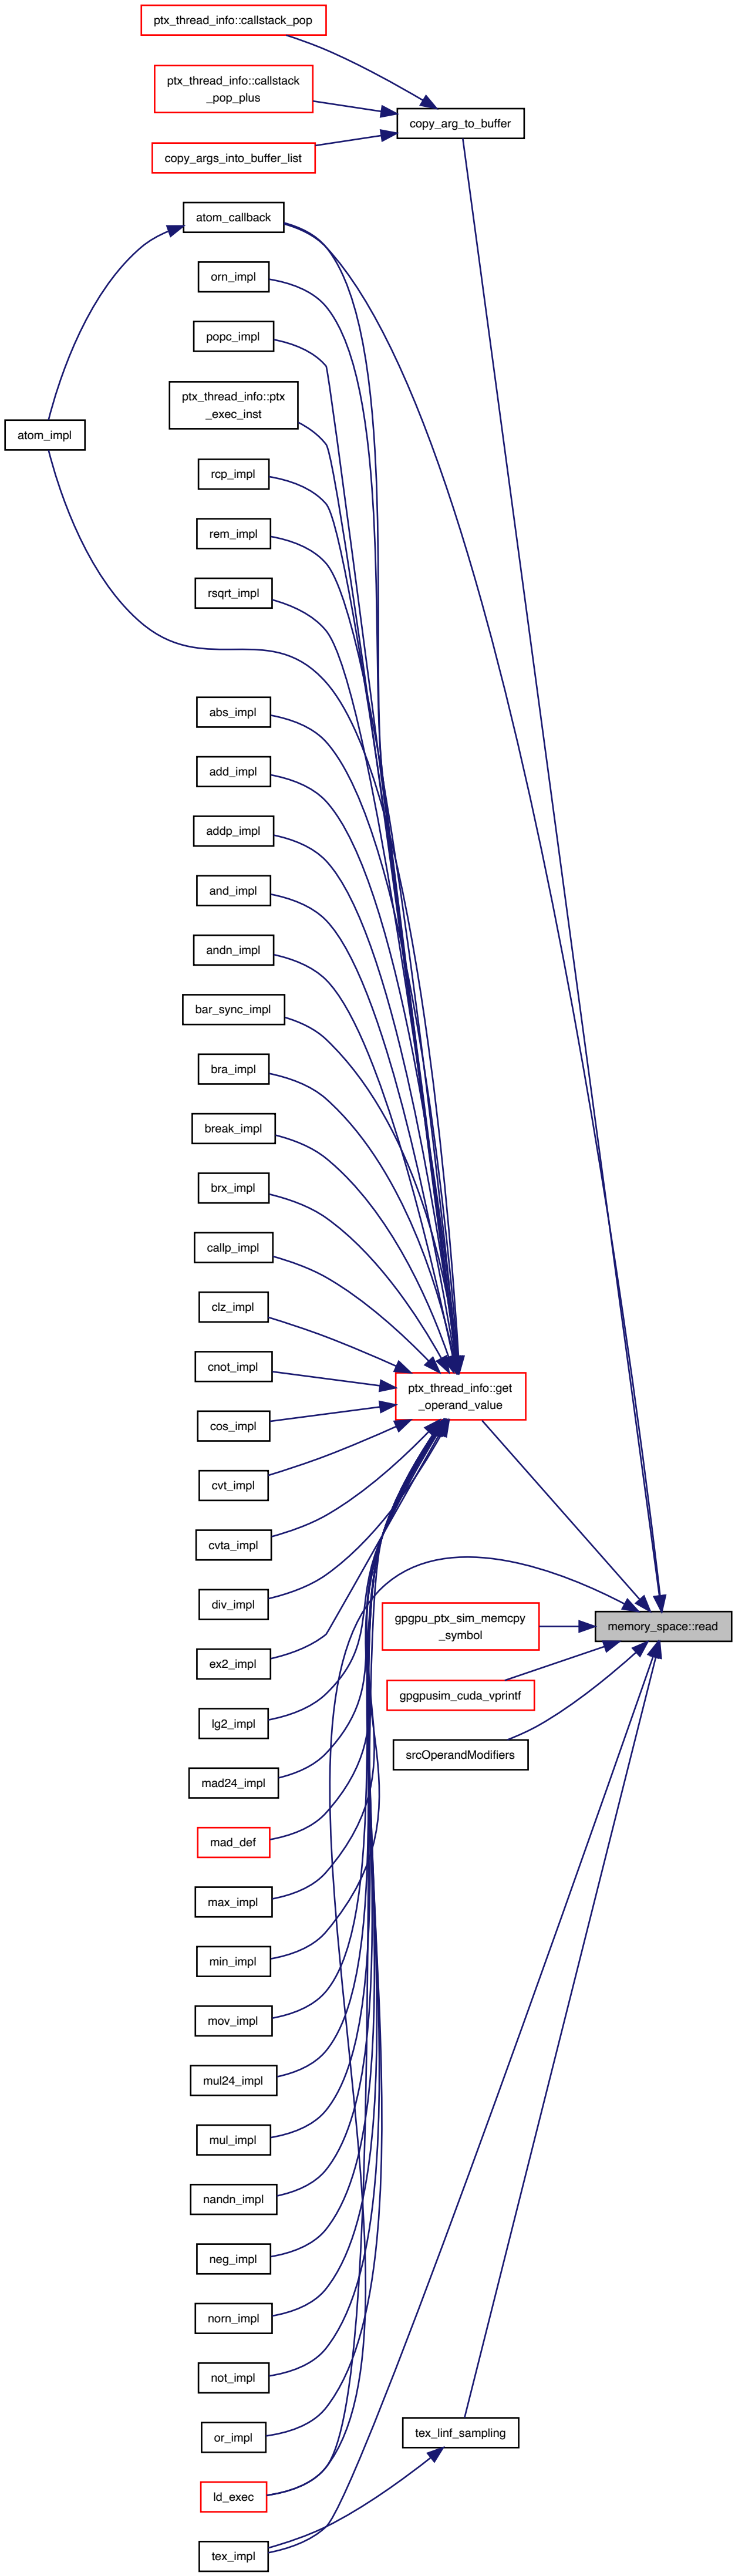 ptx_thread_info::callstack_pop
ptx_thread_info::callstack
_pop_plus
copy_arg_to_buffer
copy_args_into_buffer_list
atom_callback
orn_impl
popc_impl
ptx_thread_info::ptx
_exec_inst
atom_impl
rcp_impl
rem_impl
rsqrt_impl
abs_impl
add_impl
addp_impl
and_impl
andn_impl
bar_sync_impl
bra_impl
break_impl
brx_impl
callp_impl
clz_impl
cnot_impl
ptx_thread_info::get
_operand_value
cos_impl
cvt_impl
cvta_impl
div_impl
gpgpu_ptx_sim_memcpy
_symbol
memory_space::read
ex2_impl
gpgpusim_cuda_vprintf
lg2_impl
srcOperandModifiers
mad24_impl
mad_def
max_impl
min_impl
mov_impl
mul24_impl
mul_impl
nandn_impl
neg_impl
norn_impl
not_impl
or_impl
tex_linf_sampling
ld_exec
tex_impl